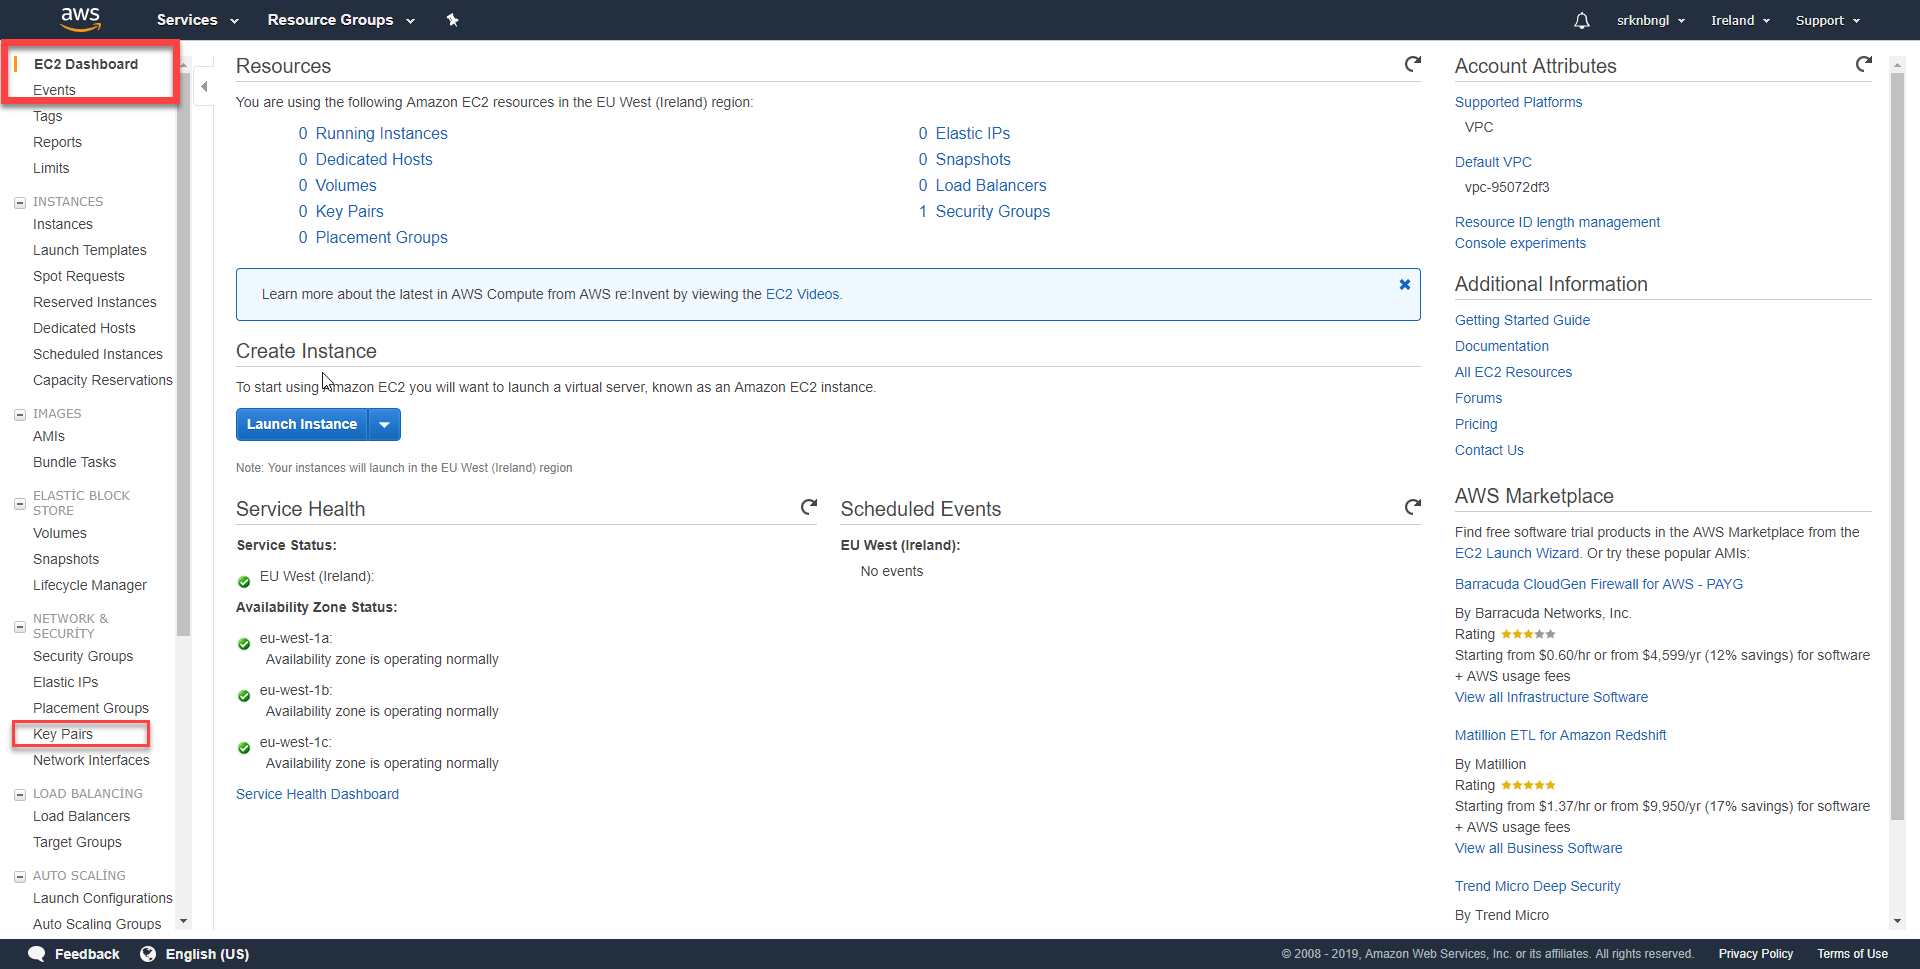 aws
Services
Resource Groups
srknbngl
Ireland
Support
EC2 Dashboard
Events
Tags
Reports
Limits
INSTANCES
Instances
Launch Templates
Spot Requests
Reserved Instances
Dedicated Hosts
Scheduled Instances
Capacity Reservations
IMAGES
AMIs
Bundle Tasks
ELASTİC BLOCK
STORE
Volumes
Snapshots
Lifecycle Manager
NETWORK &
SECURİTY
Security Groups
Elastic IPs
Placement Groups
Key Pairs
Network Interfaces
LOAD BALANCİNG
Load Balancers
Target Groups
AUTO SCALİNG
Launch Configurations
Auto Scaling Groups
Resources
You are using the following Amazon EC2 resources in the EU West (Ireland) region:
0 Running Instances
0 Dedicated Hosts
0 Volumes
0 Key Pairs
0 Placement Groups
0 Elastic IPs
0 Snapshots
0 Load Balancers
1 Security Groups
Learn more about the latest in AWS Compute from AWS re:Invent by viewing the EC2 Videos.
Create Instance
To start using Amazon EC2 you will want to launch a virtual server, known as an Amazon EC2 instance.
Launch Instance
Note: Your instances will launch in the EU West (Ireland) region
Service Health
Service Status:
EU West (Ireland):
Availability Zone Status:
eu-west-1a:
Availability zone is operating normally
eu-west-1b:
Availability zone is operating normally
eu-west-1c:
Availability zone is operating normally
Service Health Dashboard
Scheduled Events
EU West (Ireland):
No events
Account Attributes
Supported Platforms
VPC
Default VPC
vpc-95072df3
Resource ID length management
Console experiments
Additional Information
Getting Started Guide
Documentation
All EC2 Resources
Forums
Pricing
Contact Us
AWS Marketplace
Find free software trial products in the AWS Marketplace from the
EC2 Launch Wizard. Or try these popular AMIs:
Barracuda CloudGen Firewall for AWS - PAYG
By Barracuda Networks, Inc.
Rating
Starting from $0.60/hr or from $4,599/yr (12% savings) for software
+ AWS usage fees
View all Infrastructure Software
Matillion ETL for Amazon Redshift
By Matillion
Rating
Starting from $1.37/hr or from $9,950/yr (17% savings) for software
+ AWS usage fees
View all Business Software
Trend Micro Deep Security
By Trend Micro
Feedback
English (US)
© 2008 - 2019, Amazon Web Services, Inc. or its affiliates. All rights reserved.
Privacy Policy
Terms of Use